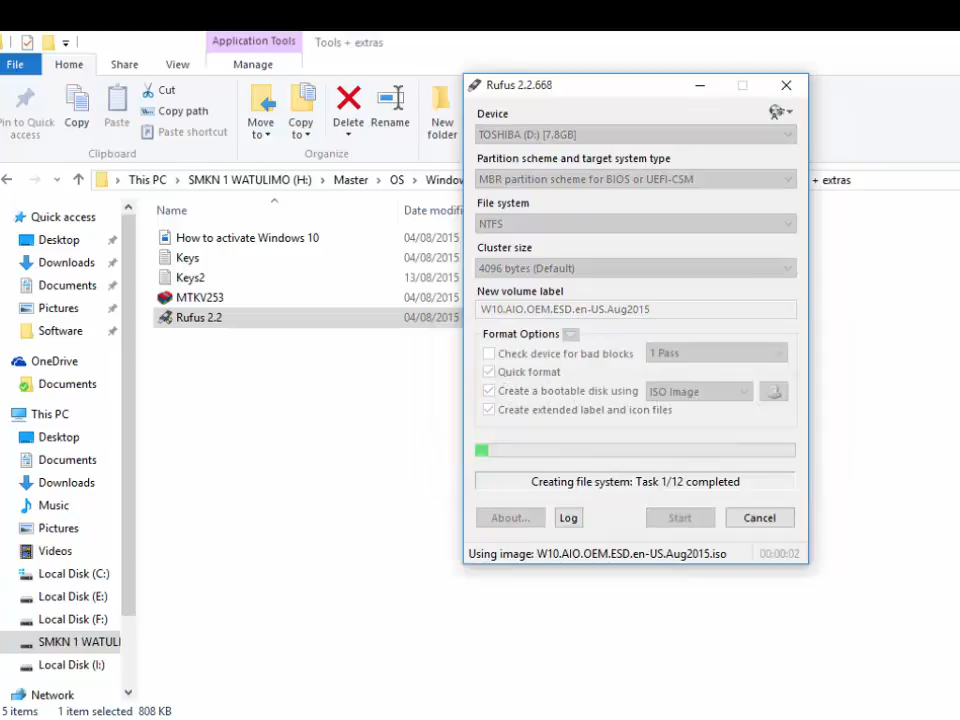 Application Tools
Tools + extras
File
Home
Share
View
Manage
Pin to Quick access
Copy
Paste
Cut
Copy path
Paste shortcut
Clipboard
Move to
Copy to
Delete
Rename
Organize
New folder
This PC
SMKN 1 WATULIMO (H:)
Master
OS
Window
+ extras
Quick access
Desktop
Downloads
Documents
Pictures
Software
OneDrive
Documents
This PC
Desktop
Documents
Downloads
Music
Pictures
Videos
Local Disk (C:)
Local Disk (E:)
Local Disk (F:)
SMKN 1 WATULI
Local Disk (I:)
Network
Name
Date modifi
How to activate Windows 10 04/08/2015
Keys 04/08/2015
Keys2 13/08/2015
MTKV253 04/08/2015
Rufus 2.2 04/08/2015
5 items 1 item selected 808 KB
Rufus 2.2.668
Device
TOSHIBA (D:) [7.8GB]
Partition scheme and target system type
MBR partition scheme for BIOS or UEFI-CSM
File system
NTFS
Cluster size
4096 bytes (Default)
New volume label
W10.AIO.OEM.ESD.en-US.Aug2015
Format Options
Check device for bad blocks 1 Pass
Quick format
Create a bootable disk using ISO Image
Create extended label and icon files
Creating file system: Task 1/12 completed
About...
Log
Start
Cancel
Using image: W10.AIO.OEM.ESD.en-US.Aug2015.iso
00:00:02